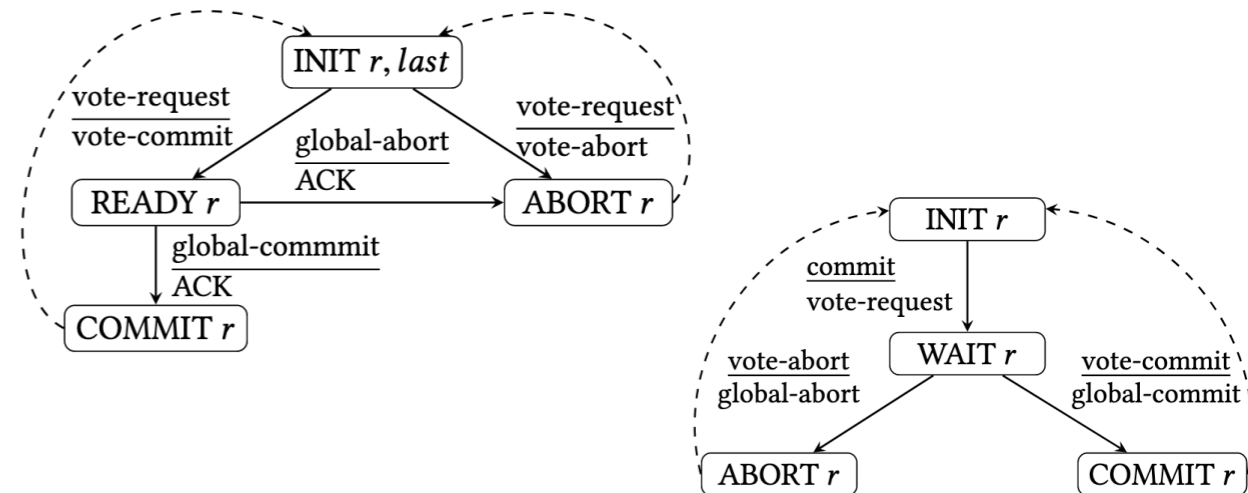 INIT r, last
vote-request
vote-commit
vote-request
vote-abort
global-abort
ACK
READY r
ABORT r
global-commmit
ACK
COMMIT r
INIT r
commit
vote-request
WAIT r
vote-abort
global-abort
vote-commit
global-commit
ABORT r
COMMIT r